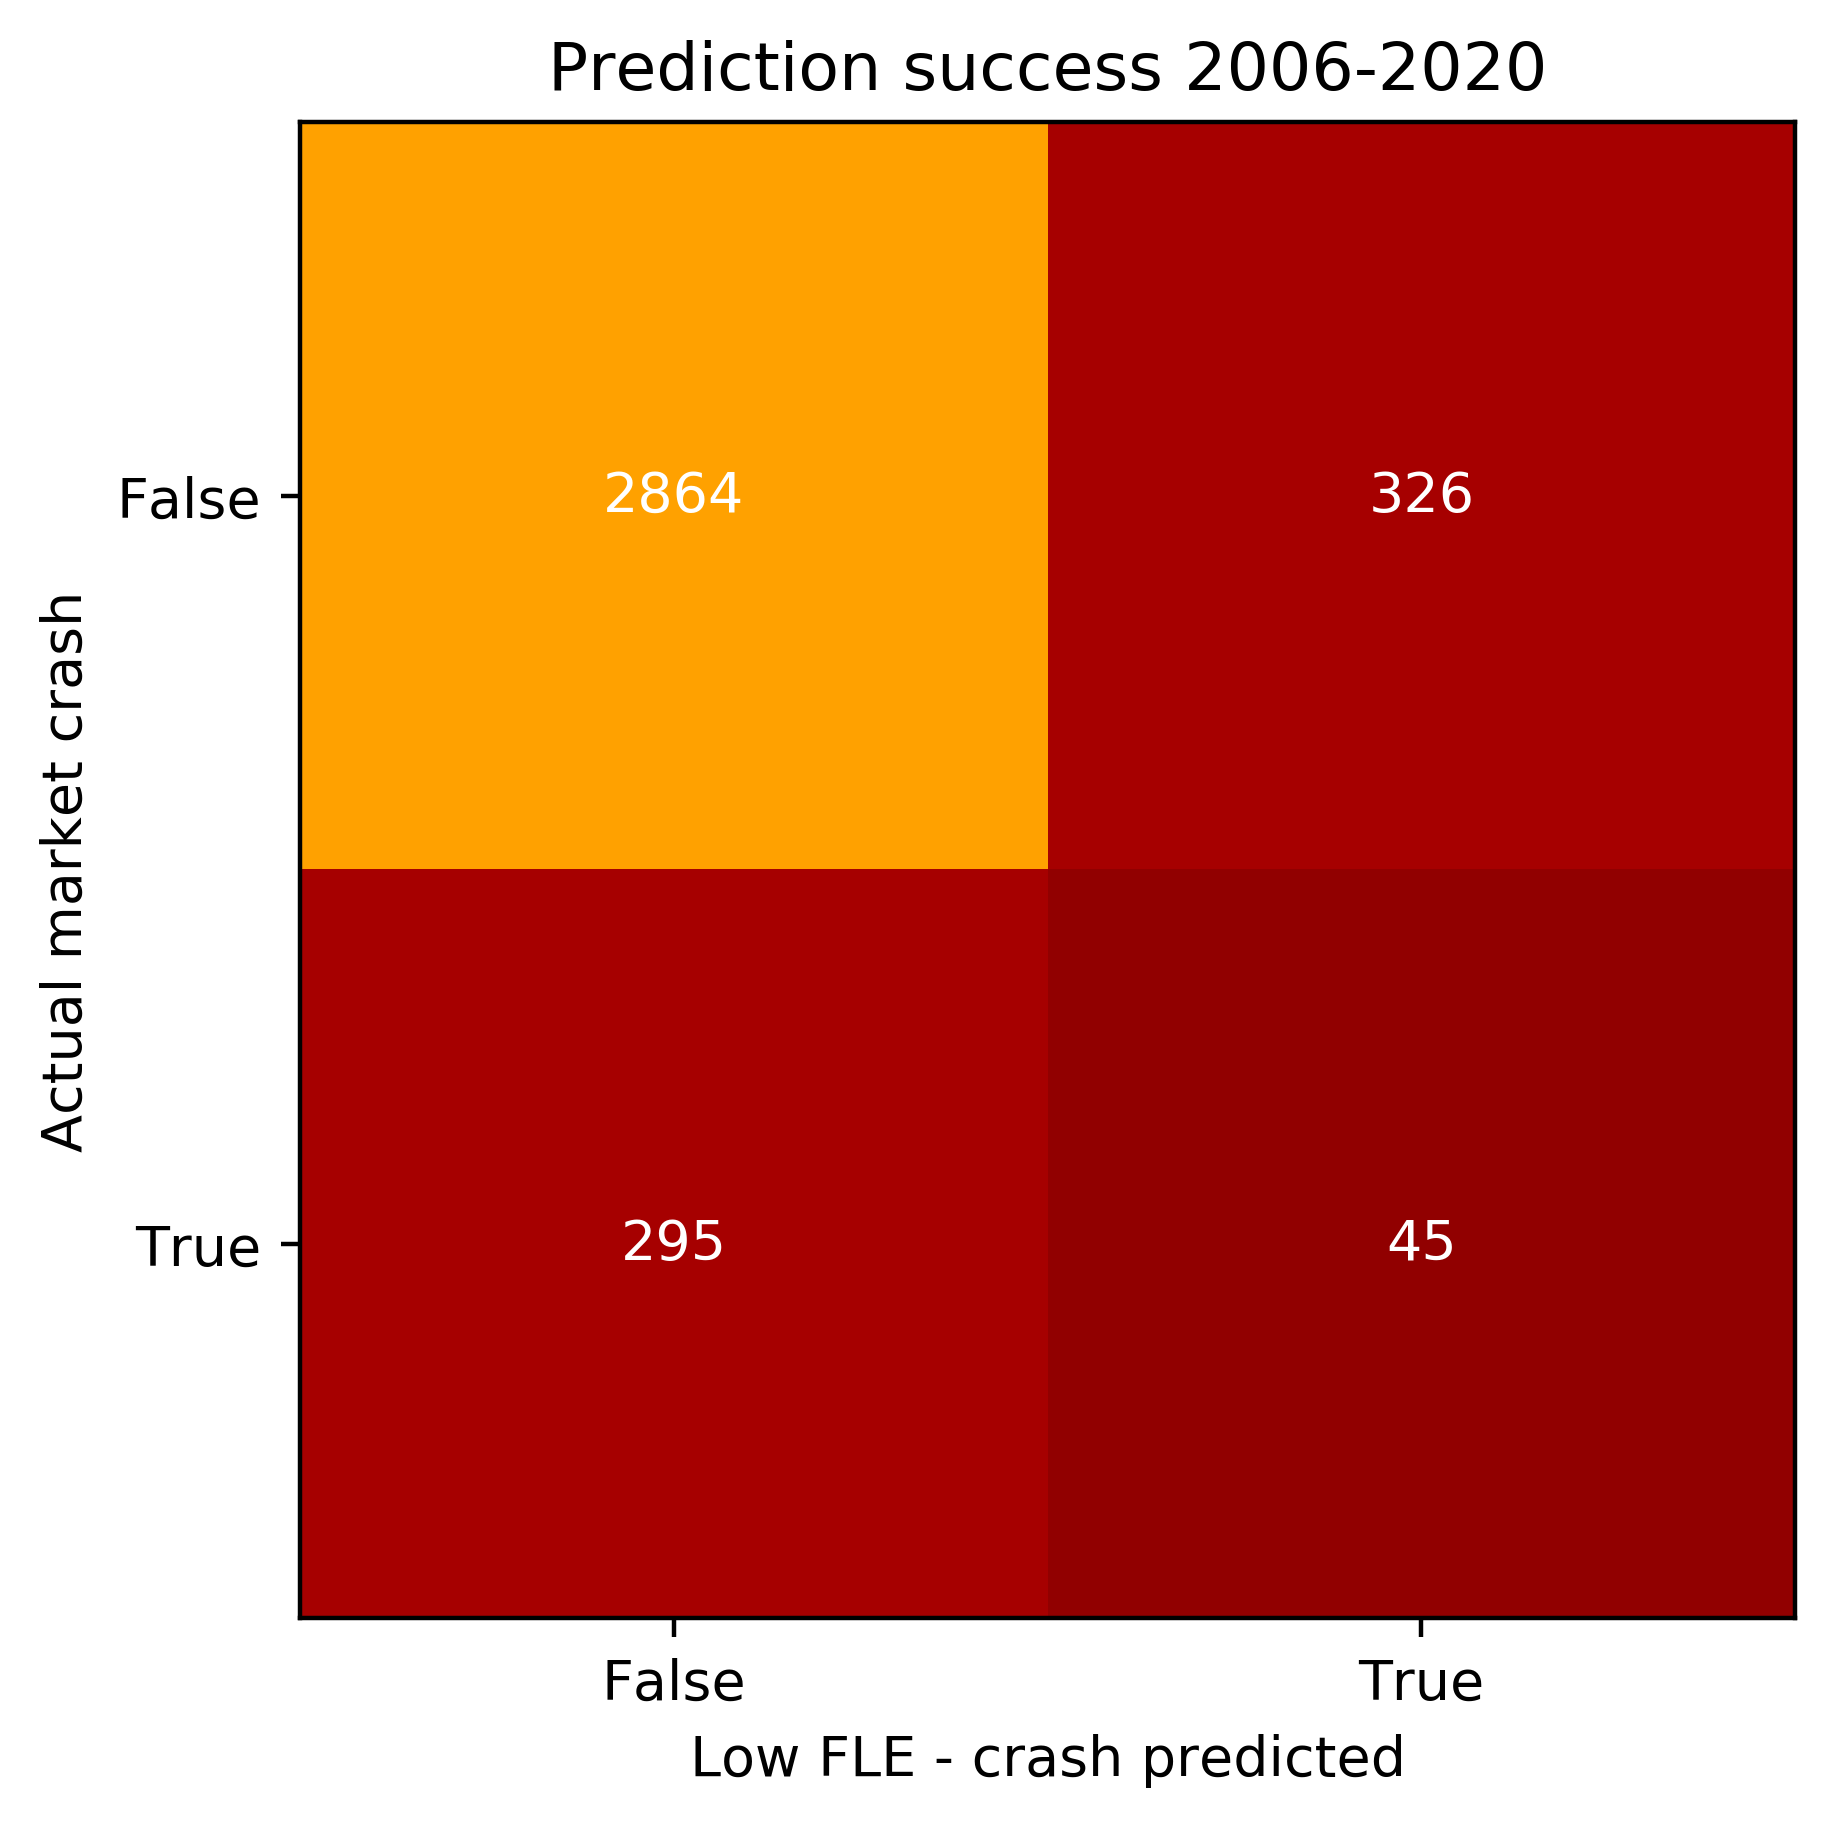 Prediction success 2006-2020
Actual market crash
False
2864
326
True
295
45
False
True
Low FLE - crash predicted